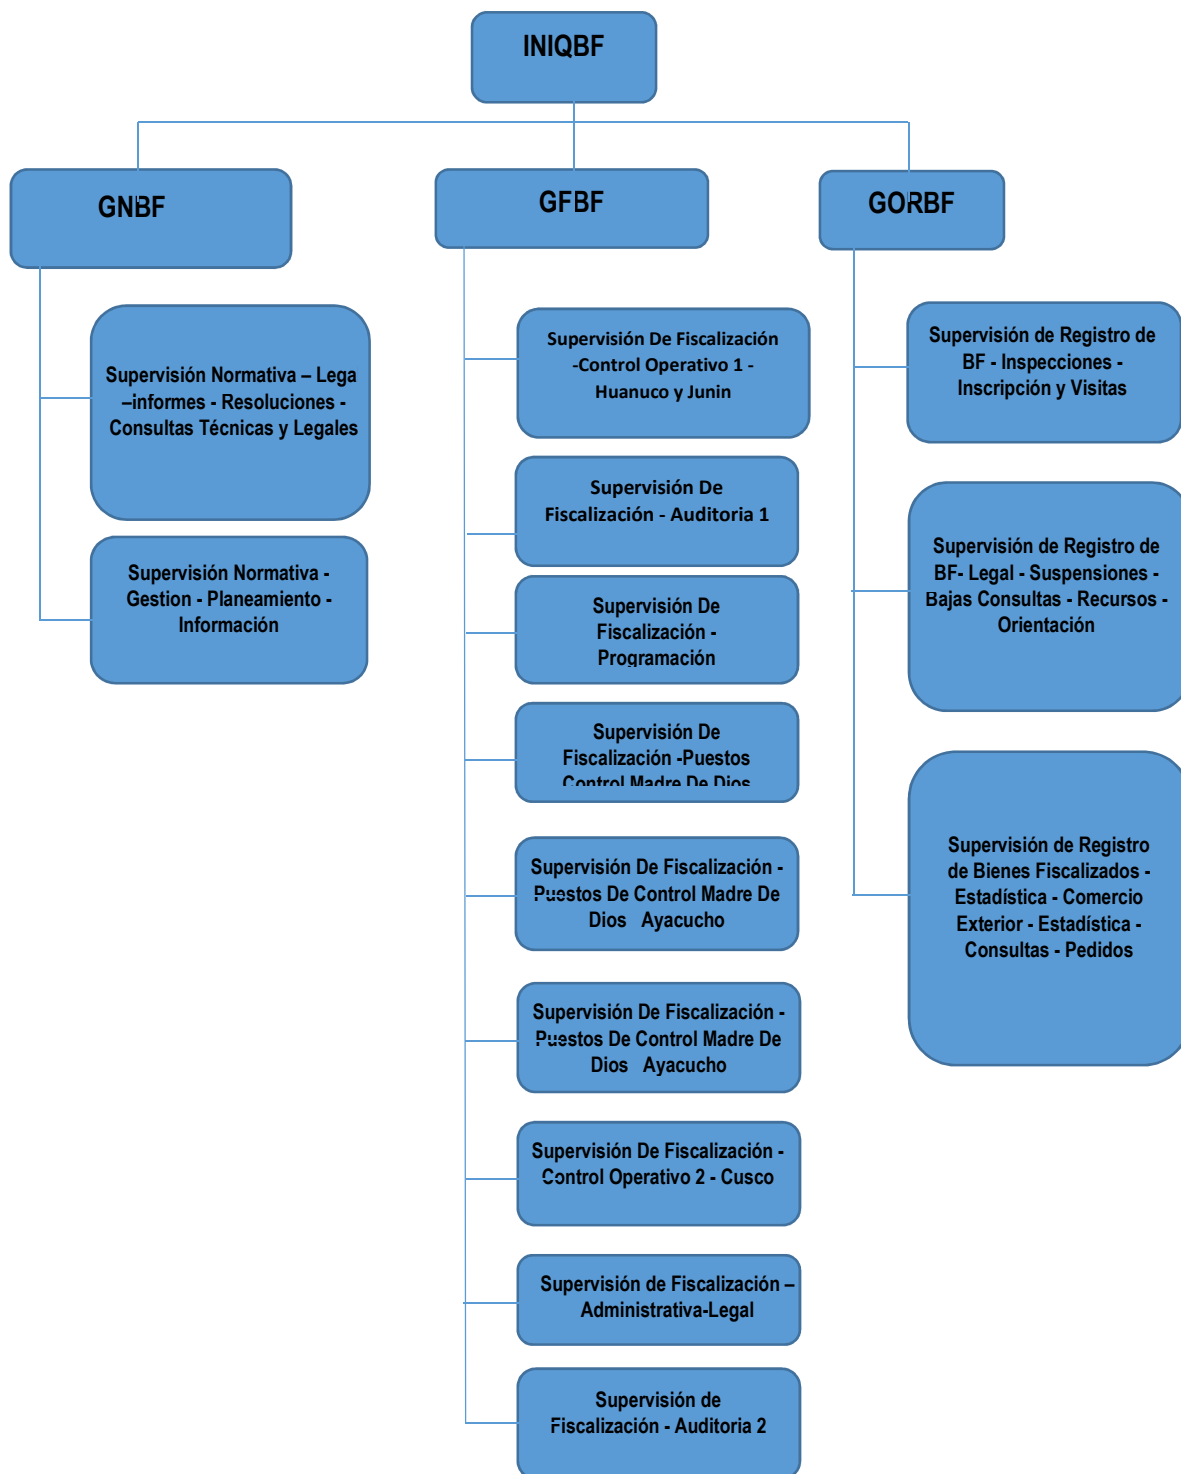 INIQBF
GNBF
GFBF
GORBF
Supervisión Normativa – Lega
–informes - Resoluciones -
Consultas Técnicas y Legales
Supervisión Normativa -
Gestion - Planeamiento -
Información
Supervisión De Fiscalización
-Control Operativo 1 -
Huanuco y Junin
Supervisión De
Fiscalización - Auditoria 1
Supervisión De
Fiscalización -
Programación
Supervisión De
Fiscalización -Puestos
Control Madre De Dios
Supervisión De Fiscalización -
Puestos De Control Madre De
Dios Ayacucho
Supervisión De Fiscalización -
Puestos De Control Madre De
Dios Ayacucho
Supervisión De Fiscalización -
Control Operativo 2 - Cusco
Supervisión de Fiscalización –
Administrativa-Legal
Supervisión de
Fiscalización - Auditoria 2
Supervisión de Registro de
BF - Inspecciones -
Inscripción y Visitas
Supervisión de Registro de
BF- Legal - Suspensiones -
Bajas Consultas - Recursos -
Orientación
Supervisión de Registro
de Bienes Fiscalizados -
Estadística - Comercio
Exterior - Estadística -
Consultas - Pedidos